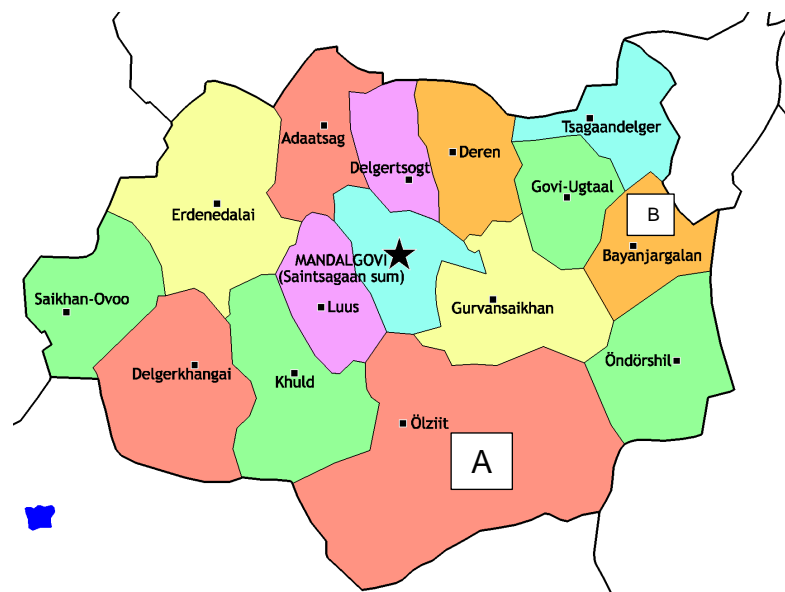 Tsagaandelger
Adaatsag
Deren
Delgertsogt
Govi-Ugtaal
Erdenedalai
B
Bayanjargalan
MANDALGOVI
(Saintsagaan sum)
Saikhan-Ovoo
Luus
Gurvansaikhan
Öndörshil
Delgerkhangai
Khuld
Ölziit
A